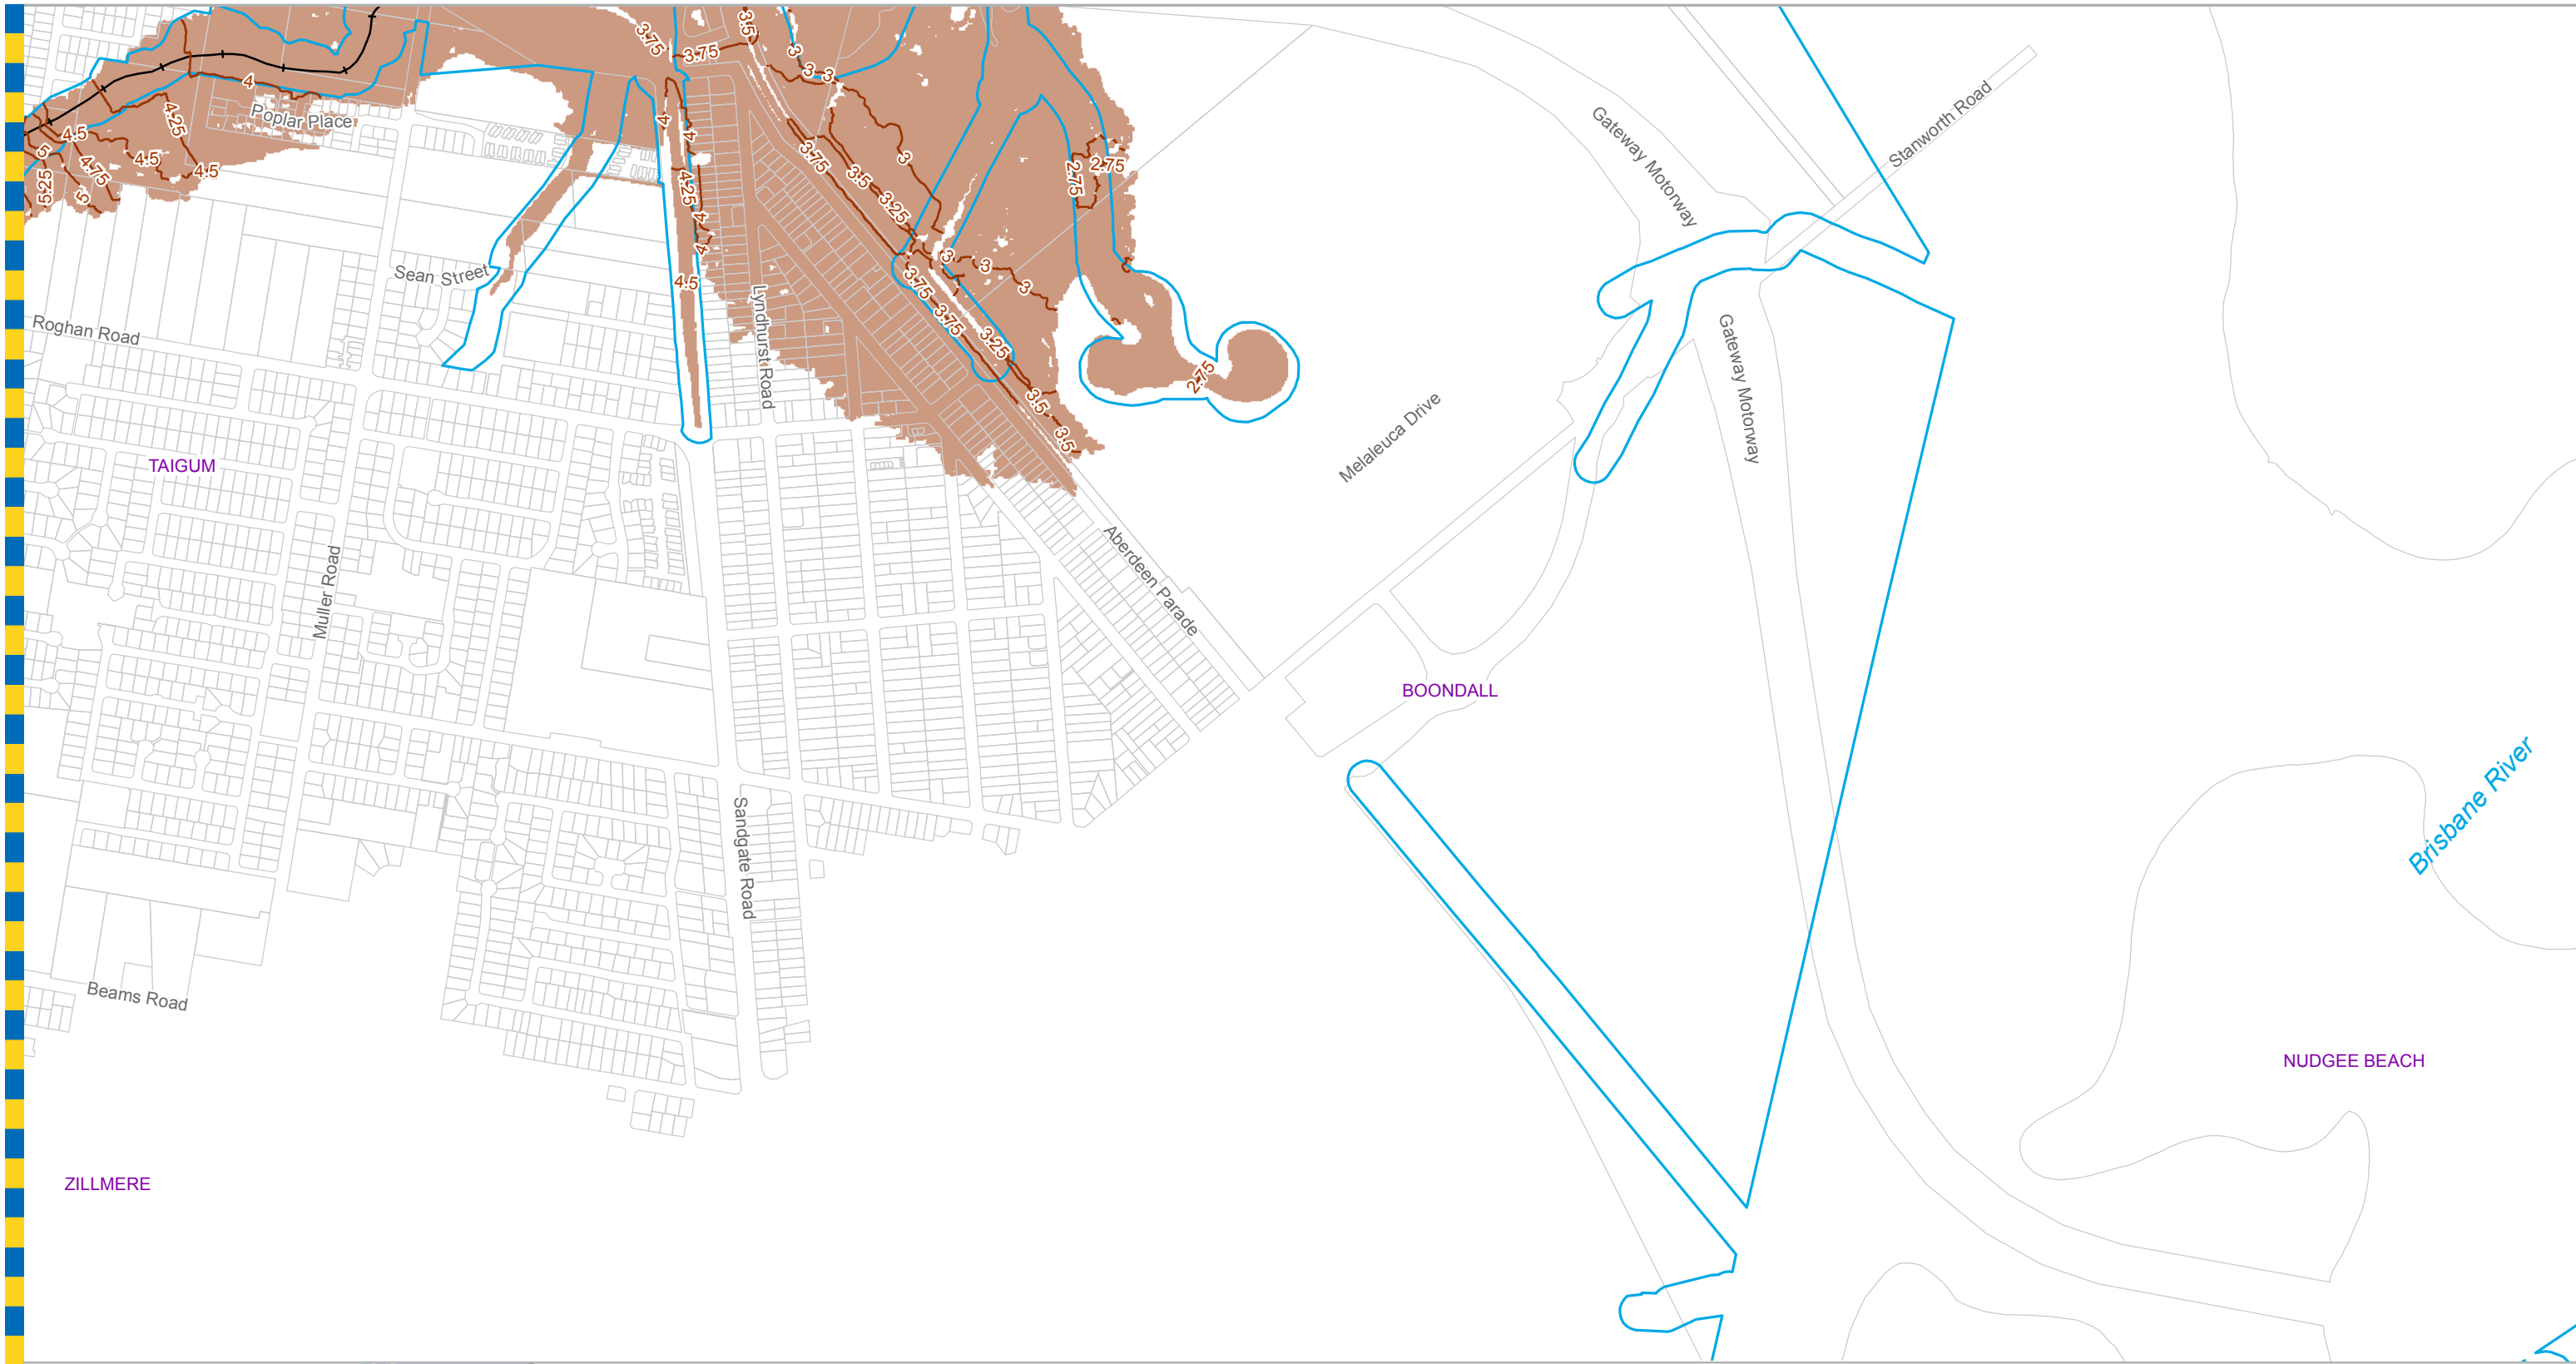 3.5
3.75
3.75
3
3
3
4
4.25
Poplar Place
4
4
4.5
5
4.75
4.5
4.5
5.25
5
3.75
3.5
3
3.25
2.75
2.75
4.25
4
4
3
3
3
4.5
3.75
3.75
3.25
2.75
3.5
3.5
Gateway Motorway
Stanworth Road
Sean Street
Roghan Road
Lyndhurst Road
Gateway Motorway
Melaleuca Drive
TAIGUM
Muller Road
Aberdeen Parade
BOONDALL
Sandgate Road
Brisbane River
Beams Road
NUDGEE BEACH
ZILLMERE